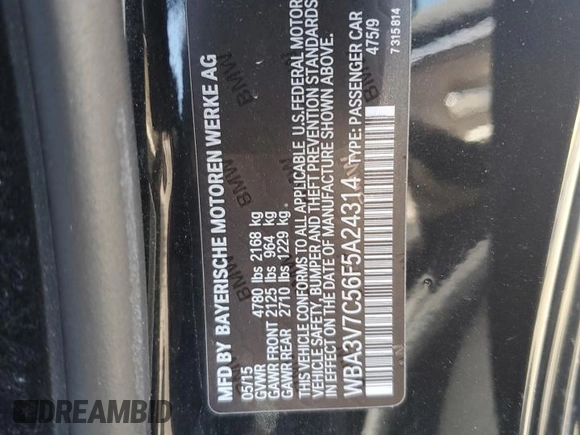 MFD BY BAYERISCHE MOTOREN WERKE AG
05/15
GVWR 4780 lbs 2168 kg
GAWR FRONT 2125 lbs 964 kg
GAWR REAR 2710 lbs 1229 kg
THIS VEHICLE CONFORMS TO ALL APPLICABLE U.S. FEDERAL MOTOR
VEHICLE SAFETY, BUMPER AND THEFT PREVENTION STANDARDS
IN EFFECT ON THE DATE OF MANUFACTURE SHOWN ABOVE.
WBA3V7C56F5A24314 TYPE: PASSENGER CAR
475/9
7 315 814
BMW BMW BMW
DREAMBID